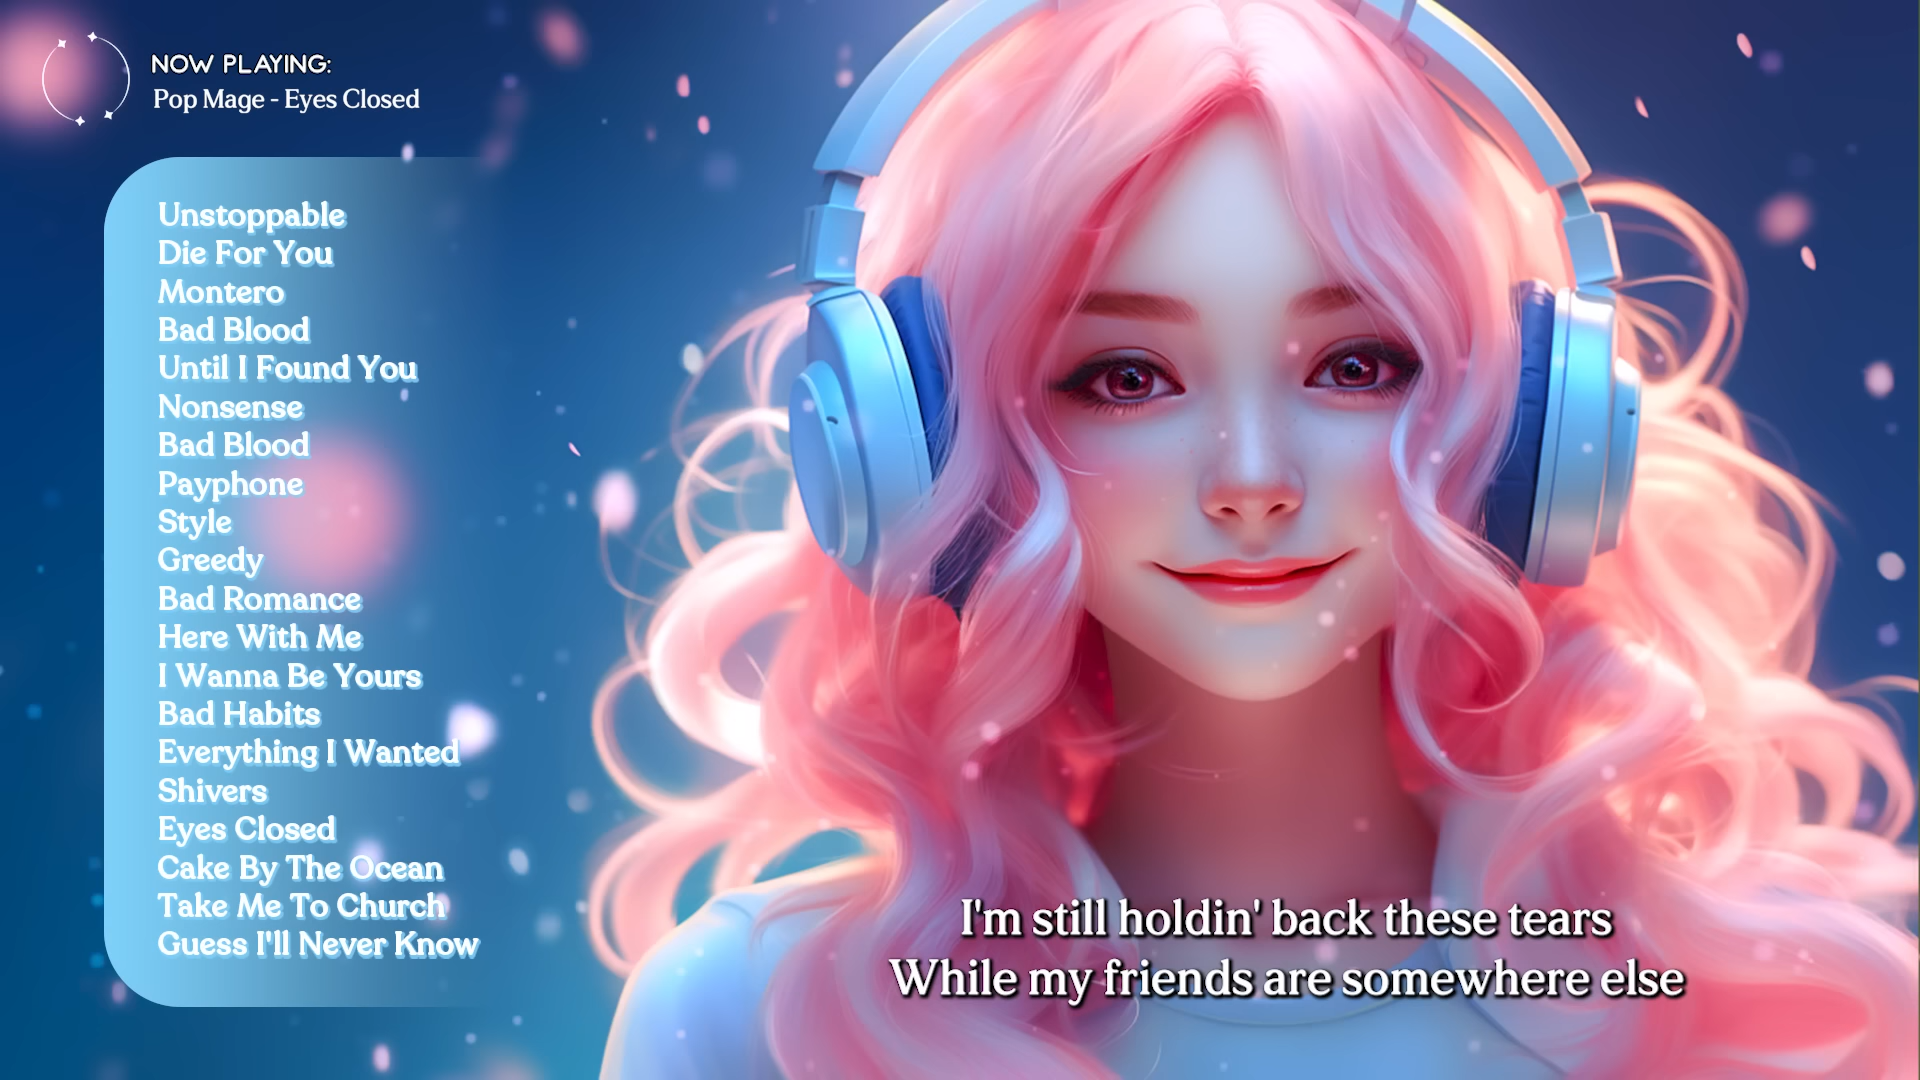 NOW PLAYING:
Pop Mage - Eyes Closed
Unstoppable
Die For You
Montero
Bad Blood
Until I Found You
Nonsense
Bad Blood
Payphone
Style
Greedy
Bad Romance
Here With Me
I Wanna Be Yours
Bad Habits
Everything I Wanted
Shivers
Eyes Closed
Cake By The Ocean
Take Me To Church
Guess I'll Never Know
I'm still holdin' back these tears
While my friends are somewhere else